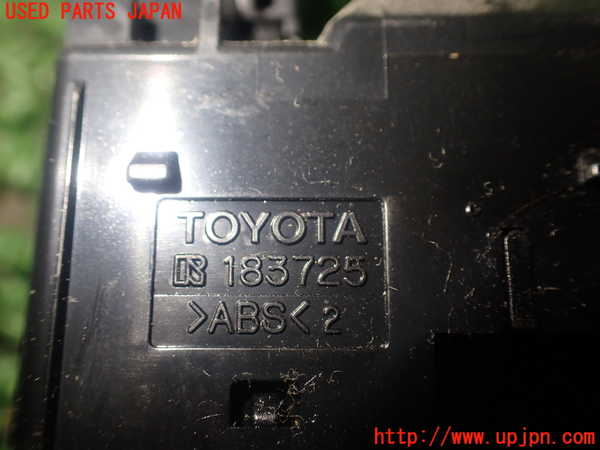 USED PARTS JAPAN
TOYOTA
183725
>ABS< 2
http://www.upjpn.com/